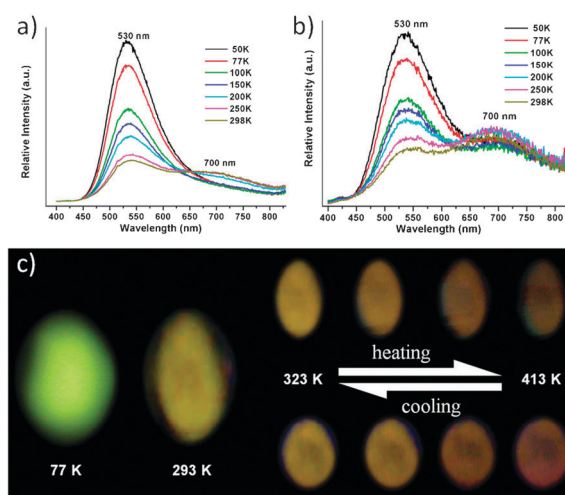 a)
530 nm
50K
77K
100K
150K
200K
250K
298K
700 nm
Relative Intensity (a.u.)
400 450 500 550 600 650 700 750 800
Wavelength (nm)
b)
530 nm
50K
77K
100K
150K
200K
250K
298K
700 nm
Relative Intensity (a.u.)
400 450 500 550 600 650 700 750 800
Wavelength (nm)
c)
77 K
293 K
323 K
heating
413 K
cooling